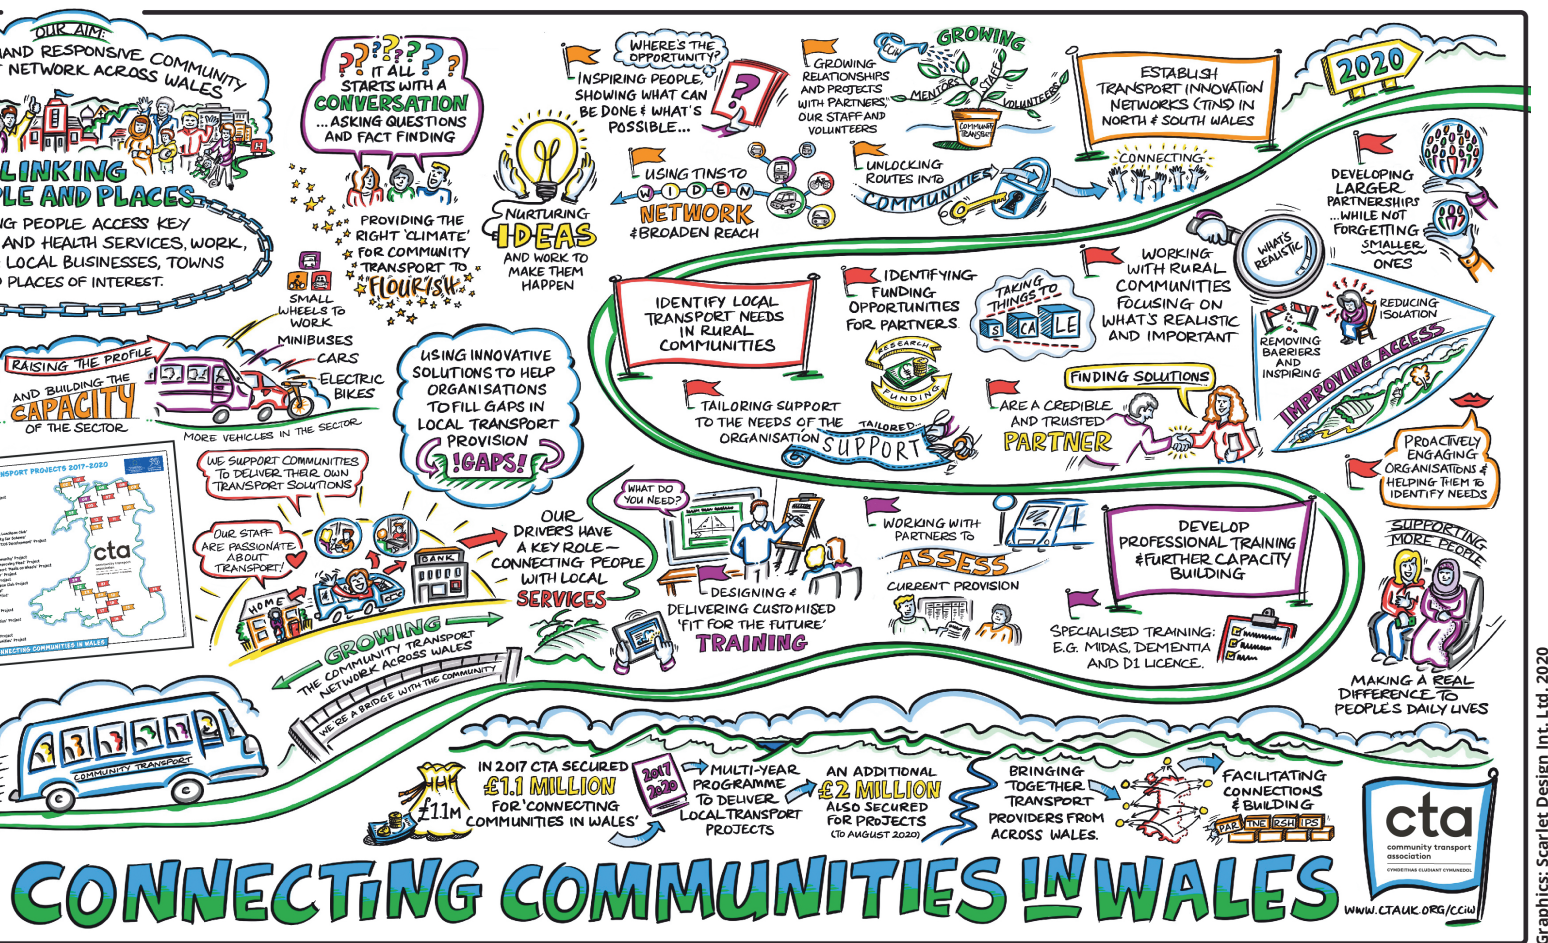 OUR AIM:
AND RESPONSIVE COMMUNITY
NETWORK ACROSS WALES
LINKING
PLE AND PLACES
NG PEOPLE ACCESS KEY
AND HEALTH SERVICES, WORK,
LOCAL BUSINESSES, TOWNS
PLACES OF INTEREST.
IT ALL
STARTS WITH A
CONVERSATION
...ASKING QUESTIONS
AND FACT FINDING
PROVIDING THE
RIGHT 'CLIMATE'
FOR COMMUNITY
TRANSPORT TO
'FLOURISH'
NURTURING
IDEAS
AND WORK TO
MAKE THEM
HAPPEN
SMALL
WHEELS TO
WORK
MINIBUSES
CARS
ELECTRIC
BIKES
RAISING THE PROFILE
AND BUILDING THE
CAPACITY
OF THE SECTOR
MORE VEHICLES IN THE SECTOR
USING INNOVATIVE
SOLUTIONS TO HELP
ORGANISATIONS
TO FILL GAPS IN
LOCAL TRANSPORT
PROVISION
!GAPS!
NSPORT PROJECTS 2017-2020
cta
community transport
association
NNECTING COMMUNITIES IN WALES
WE SUPPORT COMMUNITIES
TO DELIVER THEIR OWN
TRANSPORT SOLUTIONS
OUR STAFF
ARE PASSIONATE
ABOUT
TRANSPORT!
HOME
BANK
OUR
DRIVERS HAVE
A KEY ROLE –
CONNECTING PEOPLE
WITH LOCAL
SERVICES
GROWING
THE COMMUNITY TRANSPORT
NETWORK ACROSS WALES
WE'RE A BRIDGE WITH THE COMMUNITY
COMMUNITY TRANSPORT
WHERE'S THE
OPPORTUNITY?
INSPIRING PEOPLE,
SHOWING WHAT CAN
BE DONE & WHAT'S
POSSIBLE...
?
GROWING
RELATIONSHIPS
AND PROJECTS
WITH PARTNERS,
OUR STAFF AND
VOLUNTEERS
CCiW
GROWING
MENTORS
STAFF
VOLUNTEERS
COMMUNITY
TRANSPORT
ESTABLISH
TRANSPORT INNOVATION
NETWORKS (TINS) IN
NORTH & SOUTH WALES
2020
USING TINS TO
WIDEN
NETWORK
& BROADEN REACH
UNLOCKING
ROUTES INTO
COMMUNITIES
CONNECTING
DEVELOPING
LARGER
PARTNERSHIPS
...WHILE NOT
FORGETTING
SMALLER
ONES
IDENTIFY LOCAL
TRANSPORT NEEDS
IN RURAL
COMMUNITIES
IDENTIFYING
FUNDING
OPPORTUNITIES
FOR PARTNERS
RESEARCH
FUNDING
TAKING
THINGS TO
SCALE
WORKING
WITH RURAL
COMMUNITIES
FOCUSING ON
WHAT'S REALISTIC
AND IMPORTANT
WHAT'S
REALISTIC
REDUCING
ISOLATION
REMOVING
BARRIERS
AND
INSPIRING
IMPROVING ACCESS
TAILORING SUPPORT
TO THE NEEDS OF THE
ORGANISATION
TAILORED...
SUPPORT
ARE A CREDIBLE
AND TRUSTED
PARTNER
FINDING SOLUTIONS
PROACTIVELY
ENGAGING
ORGANISATIONS &
HELPING THEM TO
IDENTIFY NEEDS
WHAT DO
YOU NEED?
DESIGNING &
DELIVERING CUSTOMISED
'FIT FOR THE FUTURE'
TRAINING
WORKING WITH
PARTNERS TO
ASSESS
CURRENT PROVISION
DEVELOP
PROFESSIONAL TRAINING
& FURTHER CAPACITY
BUILDING
SPECIALISED TRAINING:
E.G. MIDAS, DEMENTIA
AND D1 LICENCE.
SUPPORTING
MORE PEOPLE
MAKING A REAL
DIFFERENCE TO
PEOPLE'S DAILY LIVES
£1.1M
IN 2017 CTA SECURED
£1.1 MILLION
FOR 'CONNECTING
COMMUNITIES IN WALES'
2017
2020
MULTI-YEAR
PROGRAMME
TO DELIVER
LOCAL TRANSPORT
PROJECTS
AN ADDITIONAL
£2 MILLION
ALSO SECURED
FOR PROJECTS
(TO AUGUST 2020)
BRINGING
TOGETHER
TRANSPORT
PROVIDERS FROM
ACROSS WALES.
FACILITATING
CONNECTIONS
& BUILDING
PAR TNE RSH IPS
cta
community transport
association
CYMDEITHAS CLUDIANT CYMUNEDOL
WWW.CTAUK.ORG/CCiW
CONNECTING COMMUNITIES IN WALES
Graphics: Scarlet Design Int. Ltd. 2020